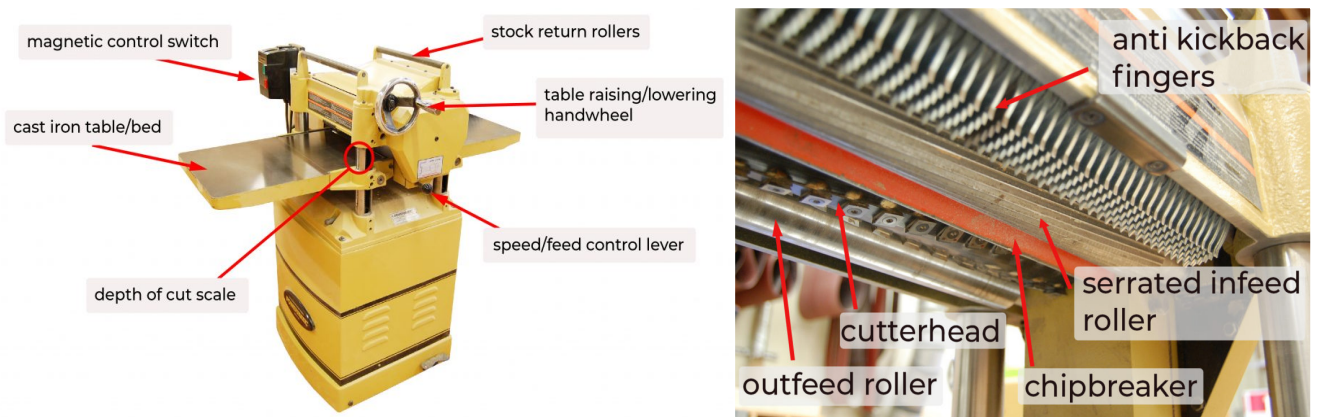 magnetic control switch
stock return rollers
table raising/lowering
handwheel
cast iron table/bed
speed/feed control lever
depth of cut scale
anti kickback
fingers
serrated infeed
roller
cutterhead
outfeed roller
chipbreaker